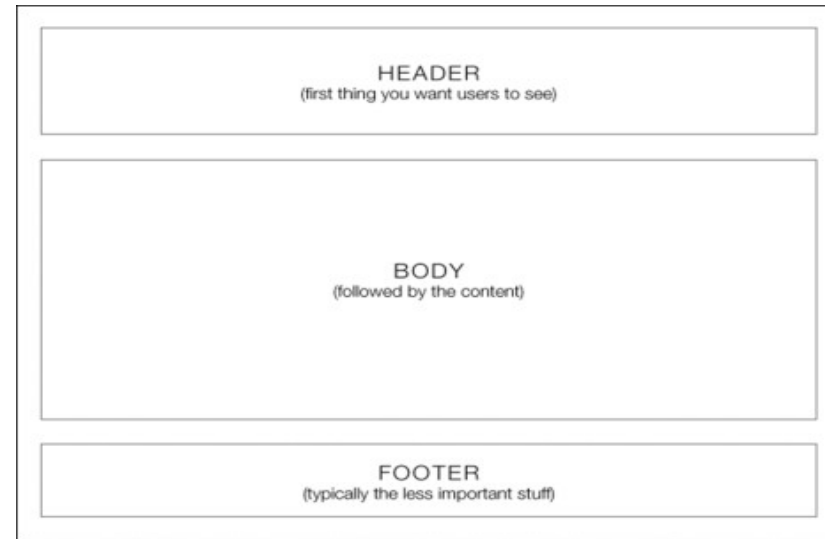 HEADER
(first thing you want users to see)
BODY
(followed by the content)
FOOTER
(typically the less important stuff)